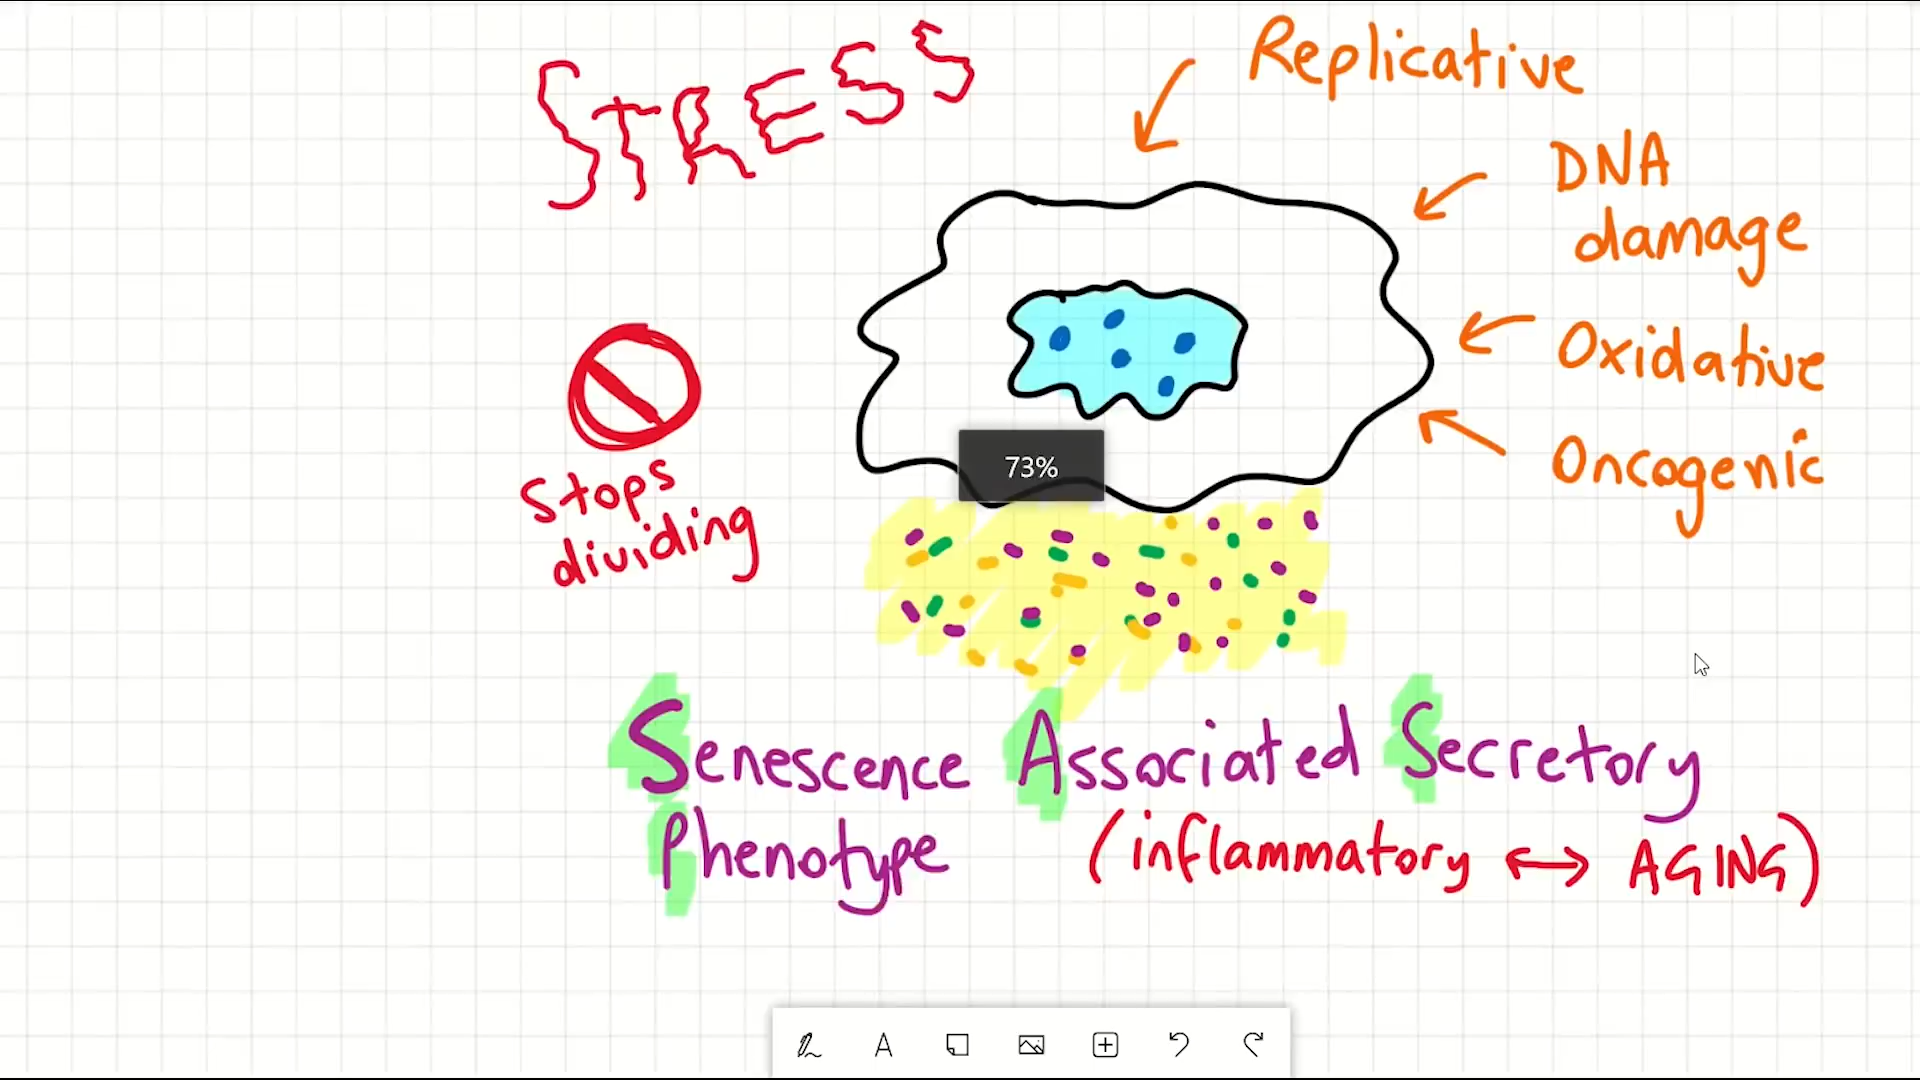 STRESS
Replicative
DNA
damage
Oxidative
Oncogenic
Stops
dividing
73%
Senescence Associated Secretory
Phenotype (inflammatory ↔ AGING)
A